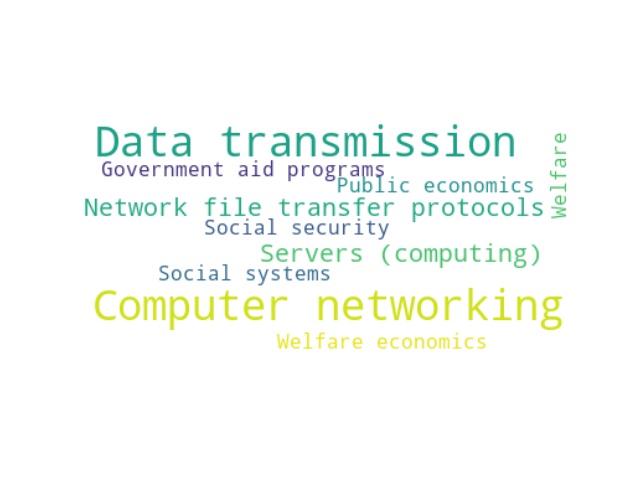 Data transmission
Welfare
Government aid programs
Public economics
Network file transfer protocols
Social security
Servers (computing)
Social systems
Computer networking
Welfare economics